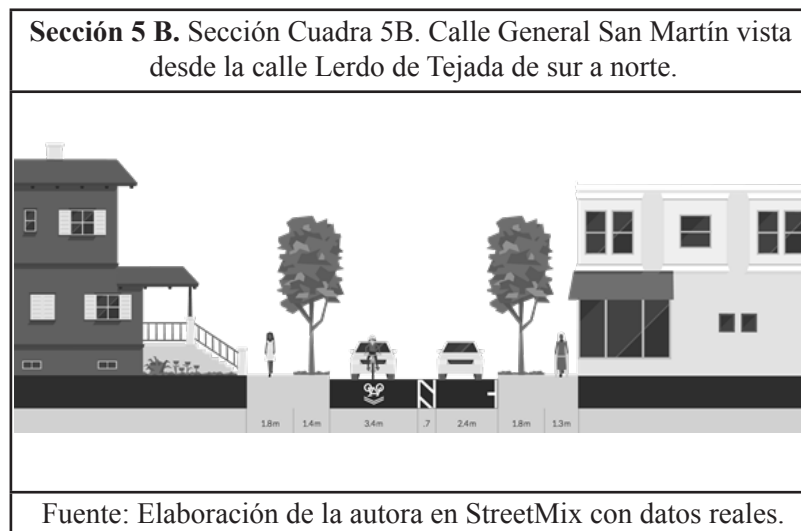 Sección 5 B. Sección Cuadra 5B. Calle General San Martín vista
desde la calle Lerdo de Tejada de sur a norte.
1.8m 1.4m 3.4m .7 2.4m 1.8m 1.3m
Fuente: Elaboración de la autora en StreetMix con datos reales.